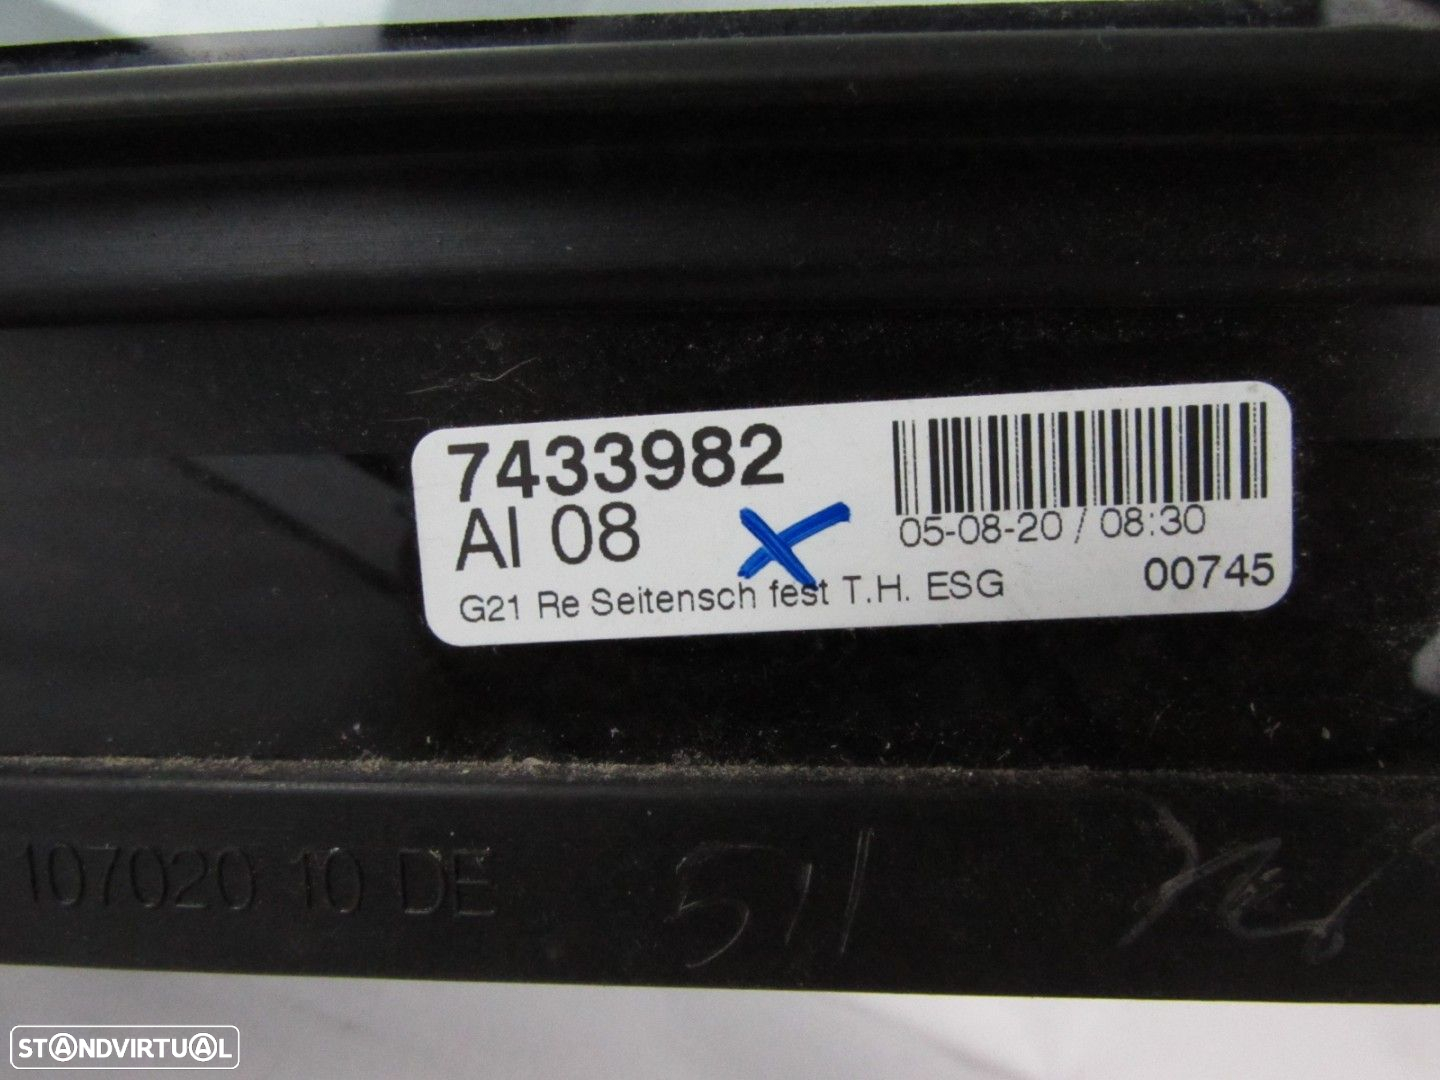 7433982
AI 08
05-08-20 / 08:30
00745
G21 Re Seitensch fest T.H. ESG
107020 10 DE
511
STANDVIRTUAL